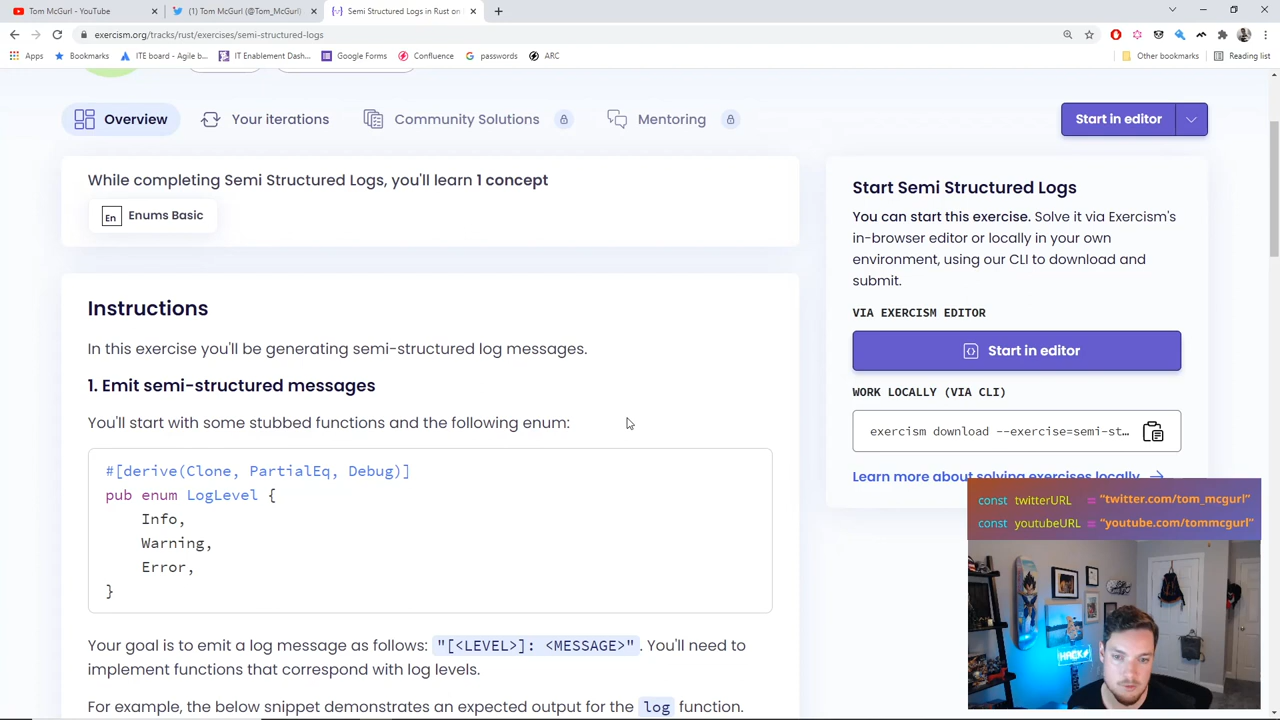 Tom McGurl - YouTube
(1) Tom McGurl (@Tom_McGurl)
Semi Structured Logs in Rust on
exercism.org/tracks/rust/exercises/semi-structured-logs
Apps
Bookmarks
ITE board - Agile b...
IT Enablement Dash...
Google Forms
Confluence
passwords
ARC
Other bookmarks
Reading list
Overview
Your iterations
Community Solutions
Mentoring
Start in editor
While completing Semi Structured Logs, you'll learn 1 concept
En Enums Basic
Instructions
In this exercise you'll be generating semi-structured log messages.
1. Emit semi-structured messages
You'll start with some stubbed functions and the following enum:
#[derive(Clone, PartialEq, Debug)]
pub enum LogLevel {
Info,
Warning,
Error,
}
Your goal is to emit a log message as follows: "[<LEVEL>]: <MESSAGE>". You'll need to
implement functions that correspond with log levels.
For example, the below snippet demonstrates an expected output for the log function.
Start Semi Structured Logs
You can start this exercise. Solve it via Exercism's
in-browser editor or locally in your own
environment, using our CLI to download and
submit.
VIA EXERCISM EDITOR
Start in editor
WORK LOCALLY (VIA CLI)
exercism download --exercise=semi-st...
Learn more about solving exercises locally
const twitterURL = "twitter.com/tom_mcgurl"
const youtubeURL = "youtube.com/tommcgurl"
HACK